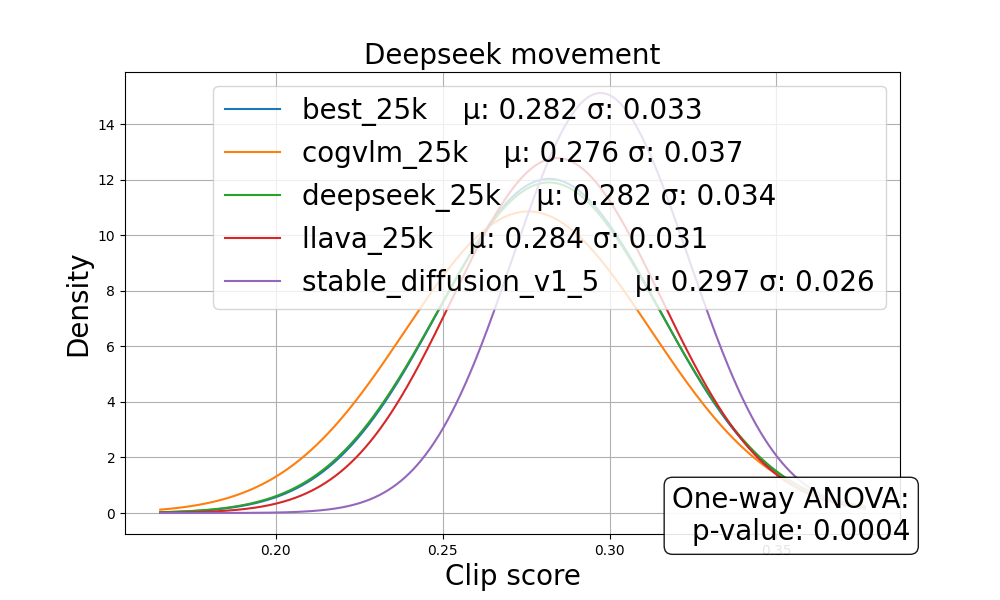 Deepseek movement
best_25k    μ: 0.282 σ: 0.033
cogvlm_25k    μ: 0.276 σ: 0.037
deepseek_25k    μ: 0.282 σ: 0.034
llava_25k    μ: 0.284 σ: 0.031
stable_diffusion_v1_5    μ: 0.297 σ: 0.026
Density
14
12
10
8
6
4
2
0
One-way ANOVA:
p-value: 0.0004
0.20
0.25
0.30
0.35
Clip score